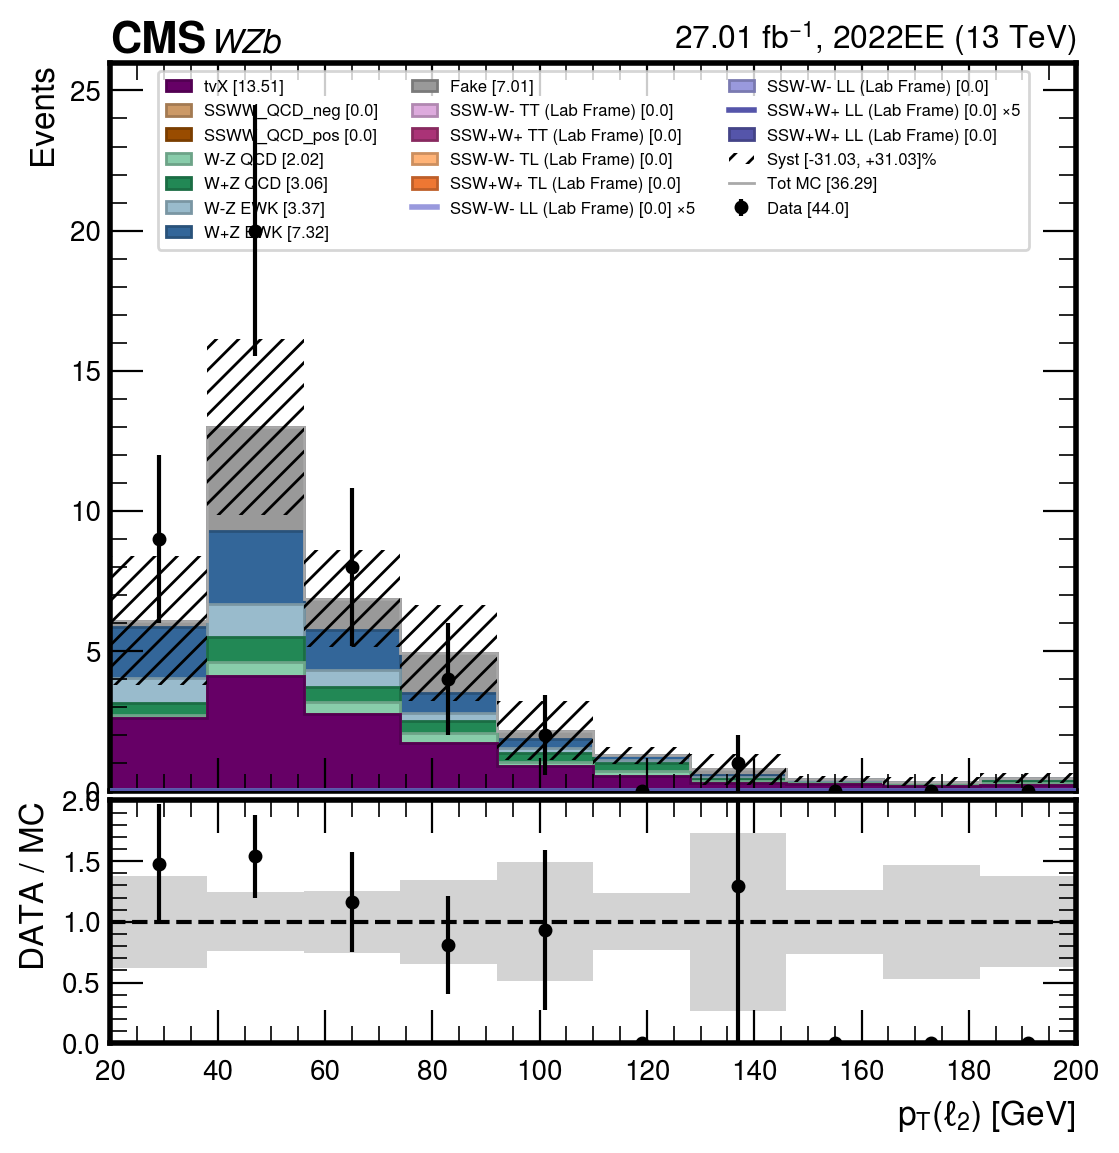 CMS WZb 27.01 fb⁻¹, 2022EE (13 TeV)
Events
tvX [13.51]
SSWW_QCD_neg [0.0]
SSWW_QCD_pos [0.0]
W-Z QCD [2.02]
W+Z QCD [3.06]
W-Z EWK [3.37]
W+Z EWK [7.32]
Fake [7.01]
SSW-W- TT (Lab Frame) [0.0]
SSW+W+ TT (Lab Frame) [0.0]
SSW-W- TL (Lab Frame) [0.0]
SSW+W+ TL (Lab Frame) [0.0]
SSW-W- LL (Lab Frame) [0.0] ×5
SSW-W- LL (Lab Frame) [0.0]
SSW+W+ LL (Lab Frame) [0.0] ×5
SSW+W+ LL (Lab Frame) [0.0]
Syst [-31.03, +31.03]%
Tot MC [36.29]
Data [44.0]
25
20
15
10
5
0
DATA / MC
2.0
1.5
1.0
0.5
0.0
20 40 60 80 100 120 140 160 180 200
p_T(ℓ₂) [GeV]